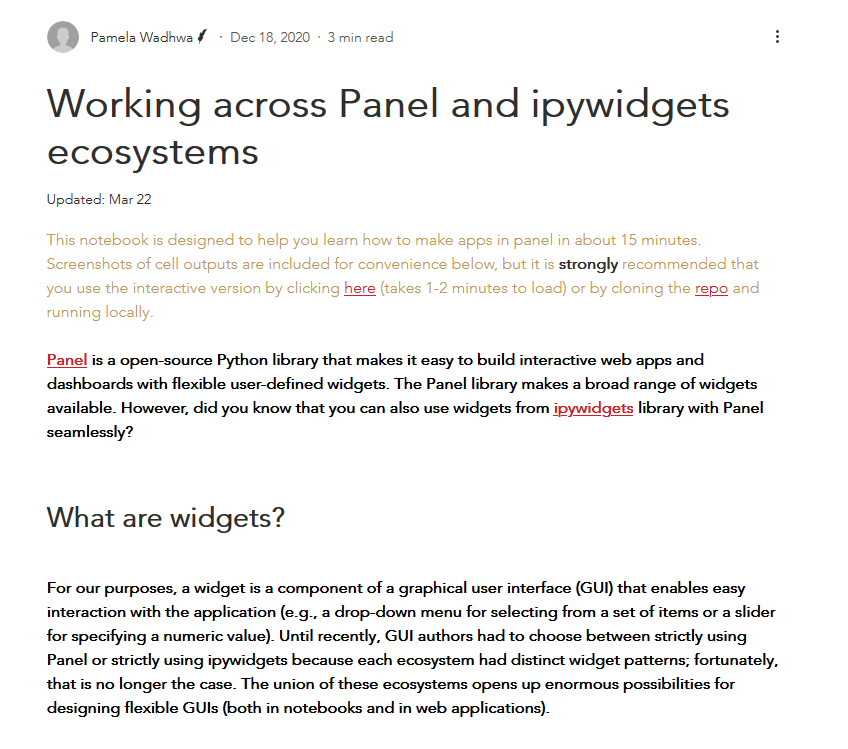 Pamela Wadhwa · Dec 18, 2020 · 3 min read
Working across Panel and ipywidgets
ecosystems
Updated: Mar 22
This notebook is designed to help you learn how to make apps in panel in about 15 minutes.
Screenshots of cell outputs are included for convenience below, but it is strongly recommended that
you use the interactive version by clicking here (takes 1-2 minutes to load) or by cloning the repo and
running locally.
Panel is a open-source Python library that makes it easy to build interactive web apps and
dashboards with flexible user-defined widgets. The Panel library makes a broad range of widgets
available. However, did you know that you can also use widgets from ipywidgets library with Panel
seamlessly?
What are widgets?
For our purposes, a widget is a component of a graphical user interface (GUI) that enables easy
interaction with the application (e.g., a drop-down menu for selecting from a set of items or a slider
for specifying a numeric value). Until recently, GUI authors had to choose between strictly using
Panel or strictly using ipywidgets because each ecosystem had distinct widget patterns; fortunately,
that is no longer the case. The union of these ecosystems opens up enormous possibilities for
designing flexible GUIs (both in notebooks and in web applications).